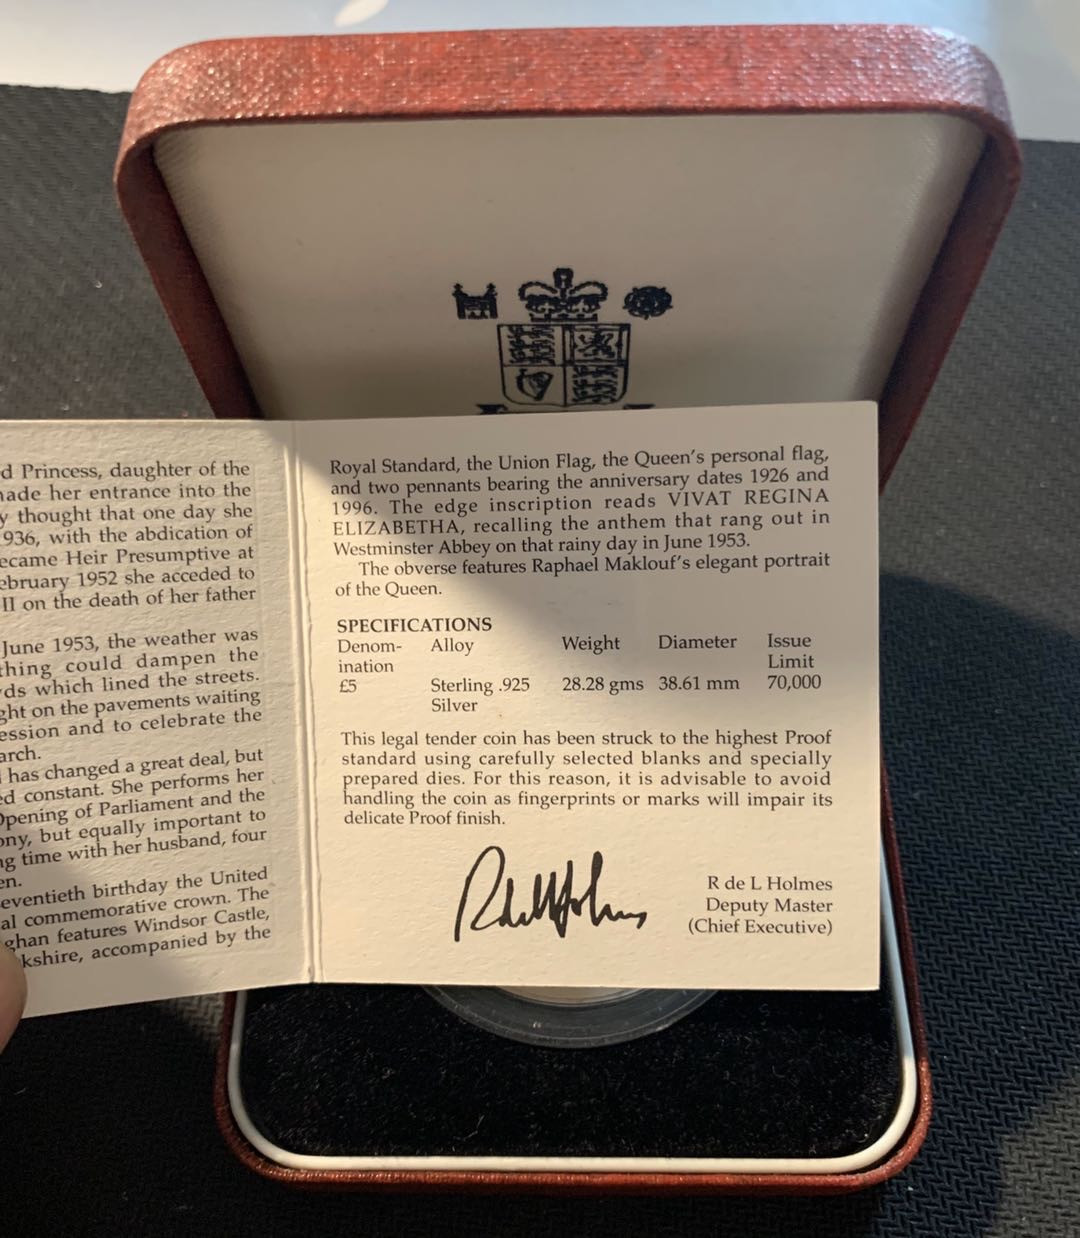 d Princess, daughter of the
made her entrance into the
y thought that one day she
936, with the abdication of
ecame Heir Presumptive at
ebruary 1952 she acceded to
II on the death of her father
June 1953, the weather was
thing could dampen the
ds which lined the streets.
ght on the pavements waiting
ession and to celebrate the
arch.
has changed a great deal, but
ed constant. She performs her
Opening of Parliament and the
ony, but equally important to
ng time with her husband, four
en.
eventieth birthday the United
al commemorative crown. The
ghan features Windsor Castle,
kshire, accompanied by the
Royal Standard, the Union Flag, the Queen's personal flag,
and two pennants bearing the anniversary dates 1926 and
1996. The edge inscription reads VIVAT REGINA
ELIZABETHA, recalling the anthem that rang out in
Westminster Abbey on that rainy day in June 1953.
The obverse features Raphael Maklouf's elegant portrait
of the Queen.
SPECIFICATIONS
Denom- Alloy Weight Diameter Issue
ination Limit
£5 Sterling .925 28.28 gms 38.61 mm 70,000
Silver
This legal tender coin has been struck to the highest Proof
standard using carefully selected blanks and specially
prepared dies. For this reason, it is advisable to avoid
handling the coin as fingerprints or marks will impair its
delicate Proof finish.
R de L Holmes
Deputy Master
(Chief Executive)